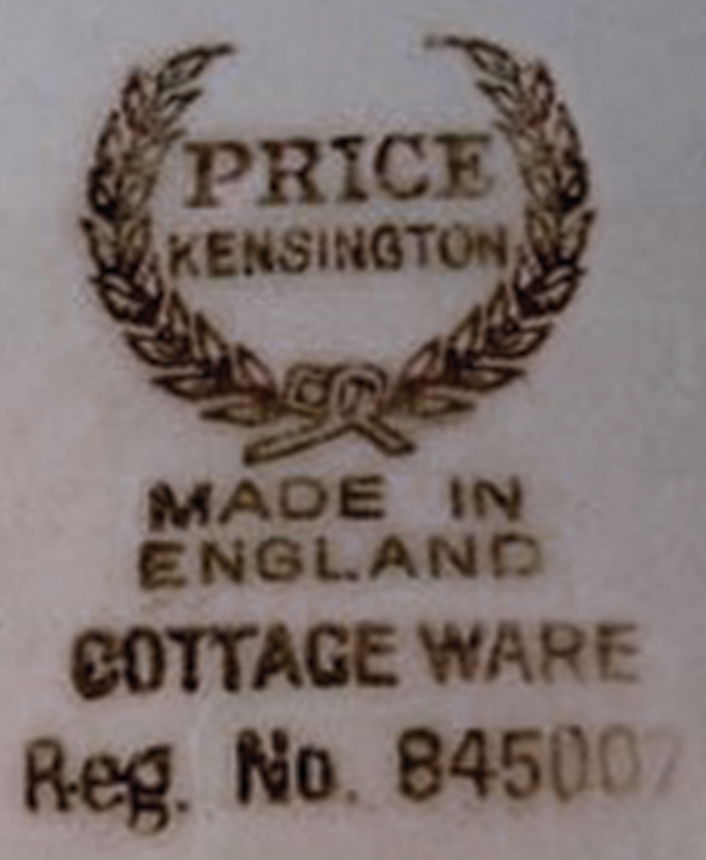 PRICE
KENSINGTON
MADE IN
ENGLAND
COTTAGE WARE
Reg. No. 845007